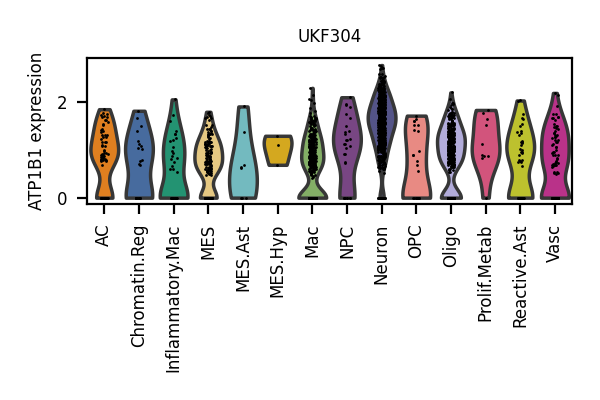 UKF304
ATP1B1 expression
2
0
AC
Chromatin.Reg
Inflammatory.Mac
MES
MES.Ast
MES.Hyp
Mac
NPC
Neuron
OPC
Oligo
Prolif.Metab
Reactive.Ast
Vasc